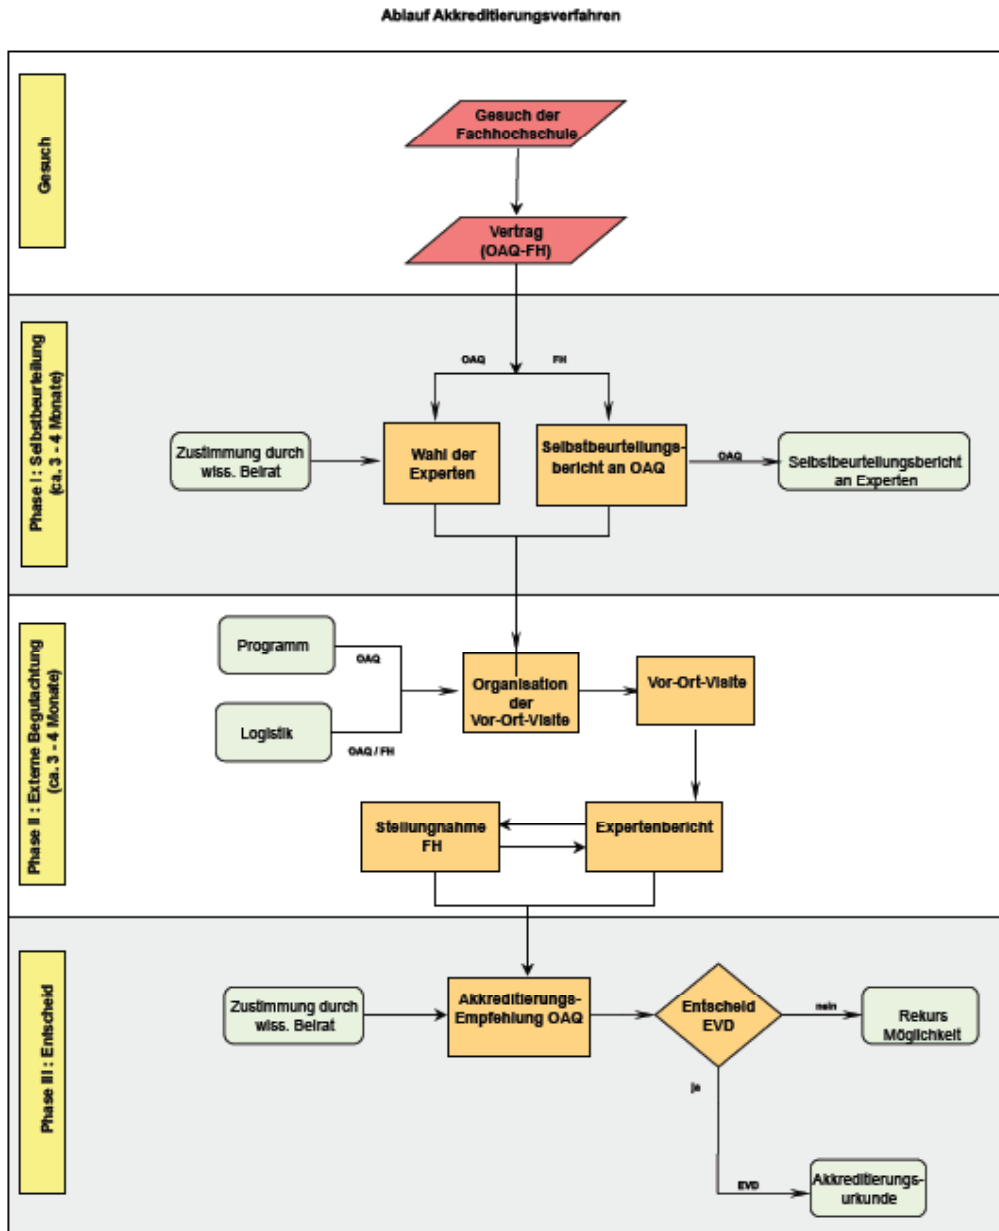 Ablauf Akkreditierungsverfahren
Gesuch
Gesuch der
Fachhochschule
Vertrag
(OAQ-FH)
Phase I : Selbstbeurteilung
(ca. 3 - 4 Monate)
OAQ
FH
Zustimmung durch
wiss. Beirat
Wahl der
Experten
Selbstbeurteilungs-
bericht an OAQ
OAQ
Selbstbeurteilungsbericht
an Experten
Phase II : Externe Begutachtung
(ca. 3 - 4 Monate)
Programm
OAQ
Logistik
OAQ / FH
Organisation
der
Vor-Ort-Visite
Vor-Ort-Visite
Stellungnahme
FH
Expertenbericht
Phase III : Entscheid
Zustimmung durch
wiss. Beirat
Akkreditierungs-
Empfehlung OAQ
Entscheid
EVD
nein
Rekurs
Möglichkeit
ja
EVD
Akkreditierungs-
urkunde